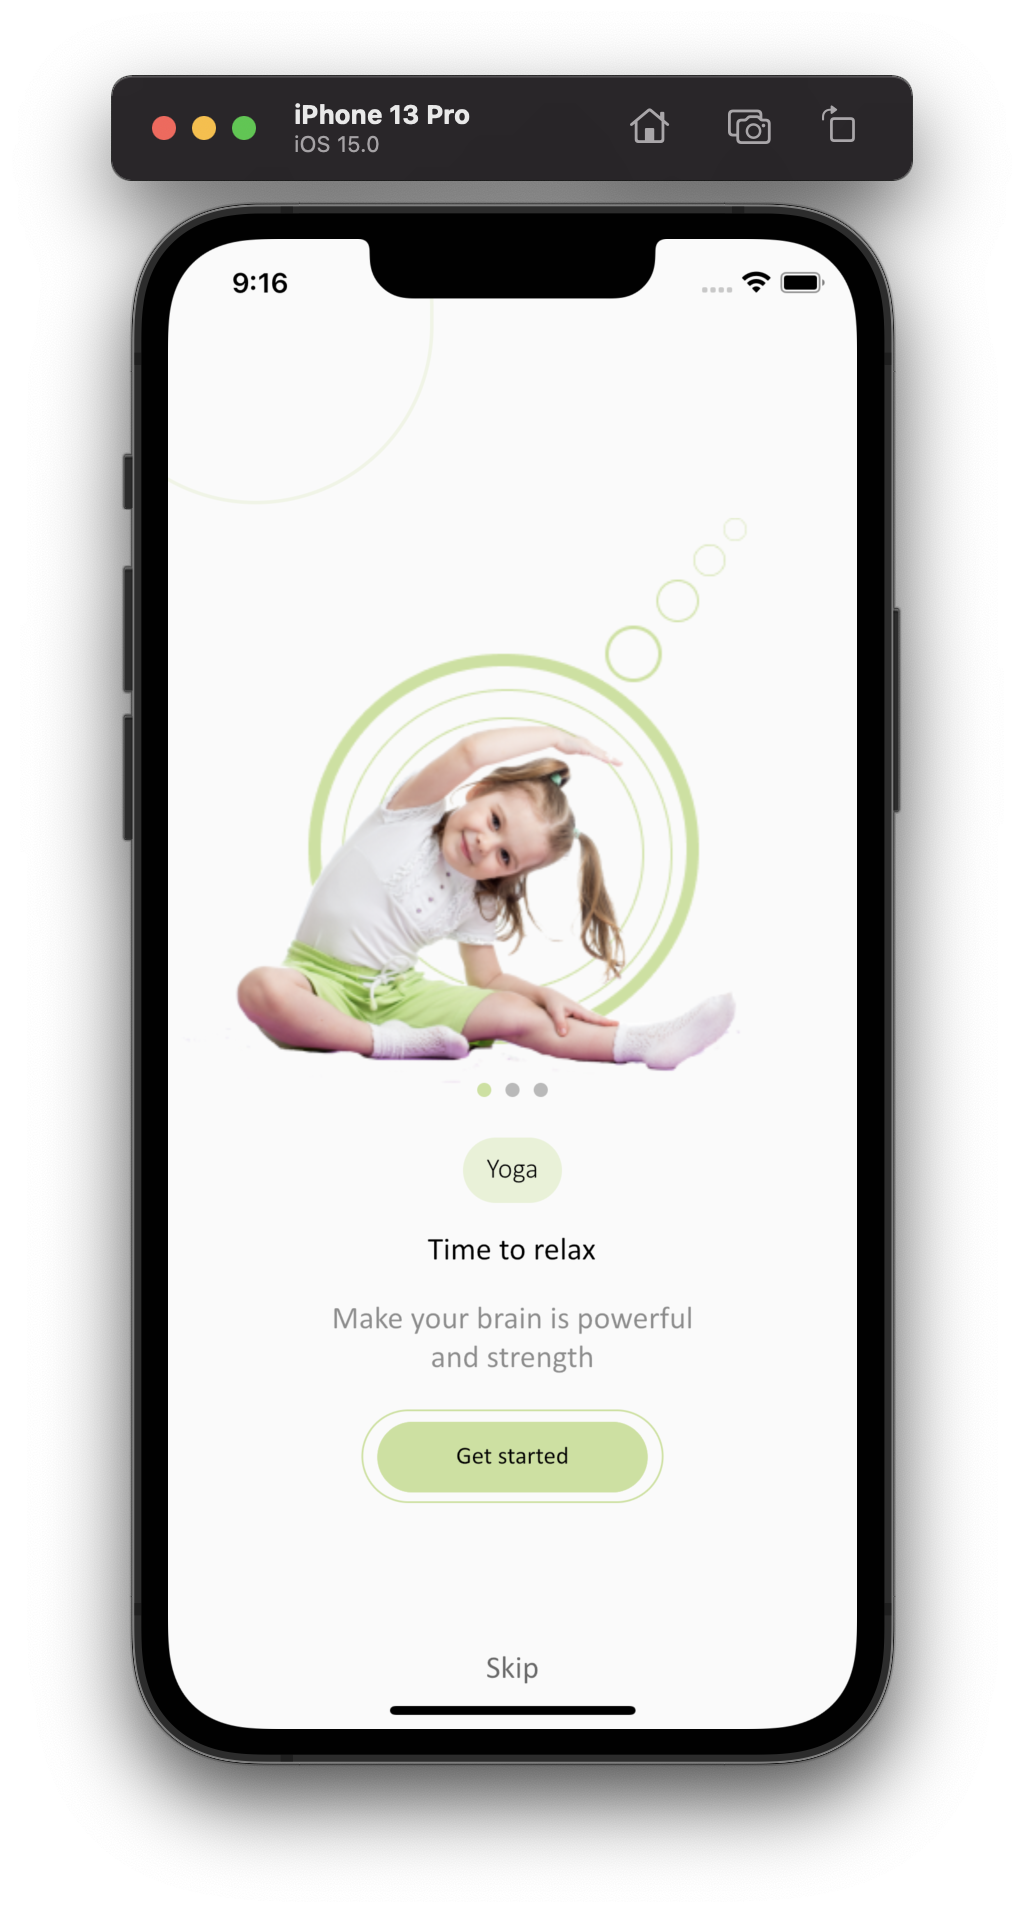 iPhone 13 Pro
iOS 15.0
9:16
Yoga
Time to relax
Make your brain is powerful
and strength
Get started
Skip